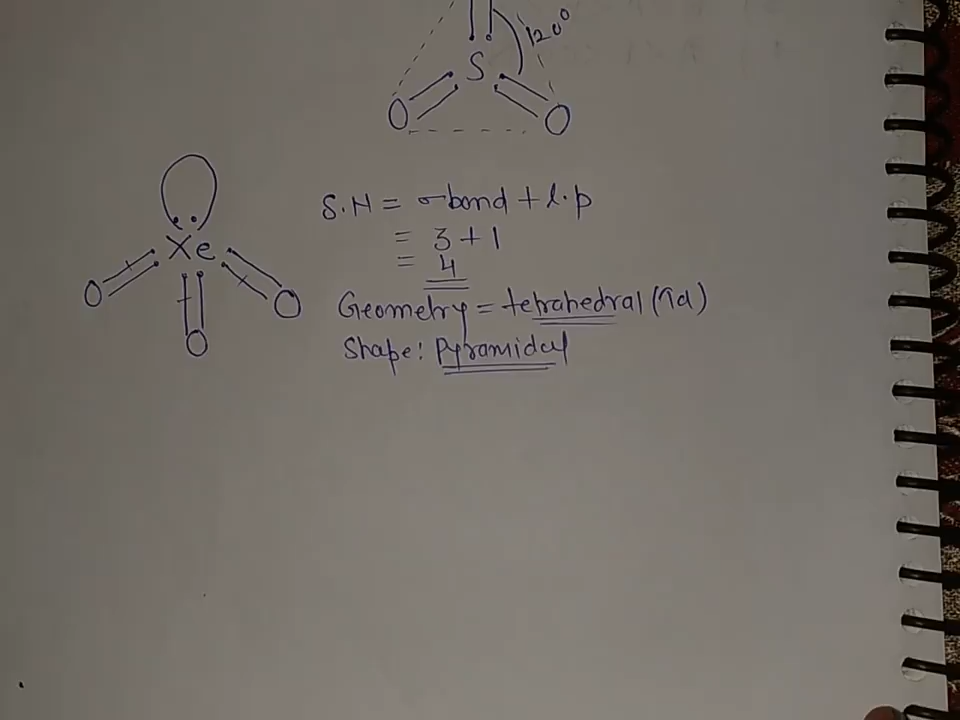 120°
S
O O
S.N = σ bond + l.p
Xe
= 3 + 1
= 4
O O
Geometry = tetrahedral (Td)
O
Shape: Pyramidal